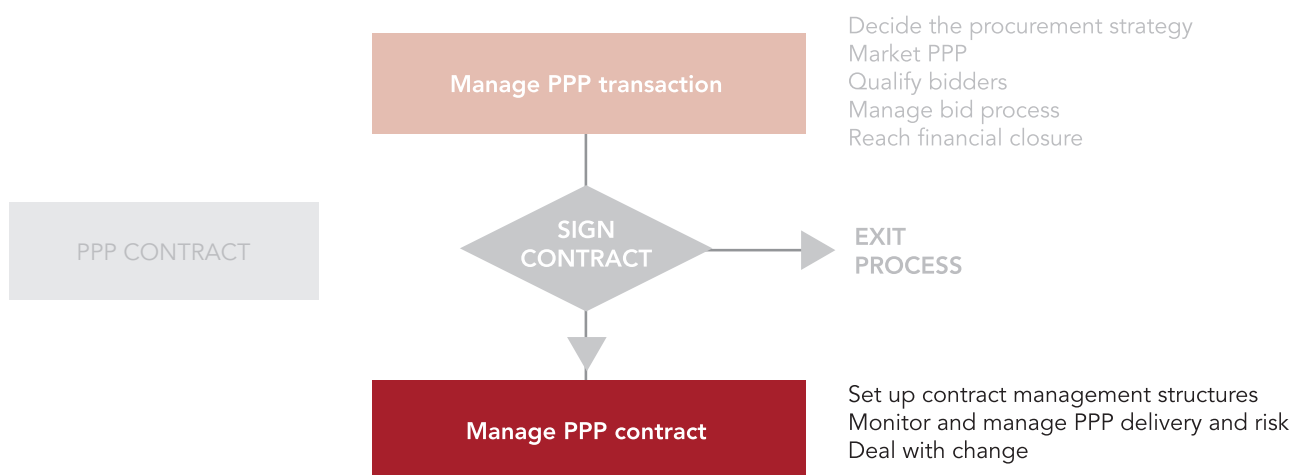 Manage PPP transaction
Decide the procurement strategy
Market PPP
Qualify bidders
Manage bid process
Reach financial closure
PPP CONTRACT
SIGN
CONTRACT
EXIT
PROCESS
Manage PPP contract
Set up contract management structures
Monitor and manage PPP delivery and risk
Deal with change